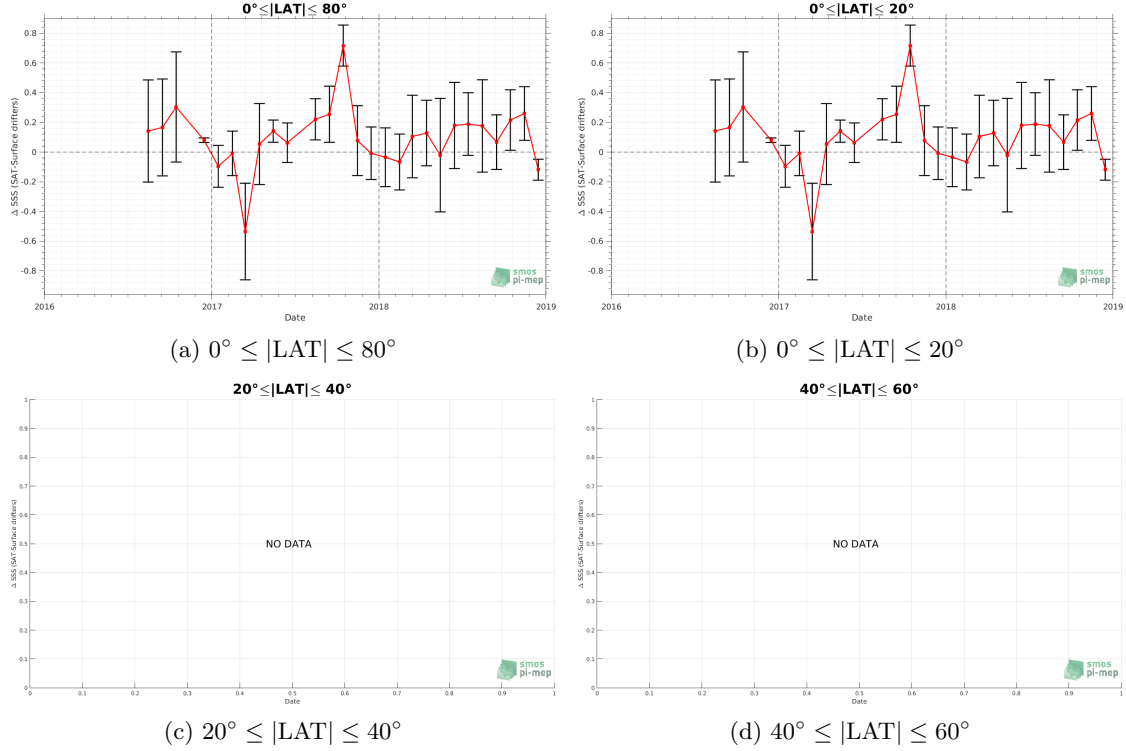 0°≤|LAT|≤ 80°
Δ SSS (SAT-Surface drifters)
0.8
0.6
0.4
0.2
0
-0.2
-0.4
-0.6
-0.8
2016
2017
2018
2019
Date
smos
pi-mep
(a) 0° ≤ |LAT| ≤ 80°
0°≤|LAT|≤ 20°
Δ SSS (SAT-Surface drifters)
0.8
0.6
0.4
0.2
0
-0.2
-0.4
-0.6
-0.8
2016
2017
2018
2019
Date
smos
pi-mep
(b) 0° ≤ |LAT| ≤ 20°
20°≤|LAT|≤ 40°
Δ SSS (SAT-Surface drifters)
1
0.9
0.8
0.7
0.6
0.5
0.4
0.3
0.2
0.1
0
NO DATA
0
0.1
0.2
0.3
0.4
0.5
0.6
0.7
0.8
0.9
1
Date
smos
pi-mep
(c) 20° ≤ |LAT| ≤ 40°
40°≤|LAT|≤ 60°
Δ SSS (SAT-Surface drifters)
1
0.9
0.8
0.7
0.6
0.5
0.4
0.3
0.2
0.1
0
NO DATA
0
0.1
0.2
0.3
0.4
0.5
0.6
0.7
0.8
0.9
1
Date
smos
pi-mep
(d) 40° ≤ |LAT| ≤ 60°